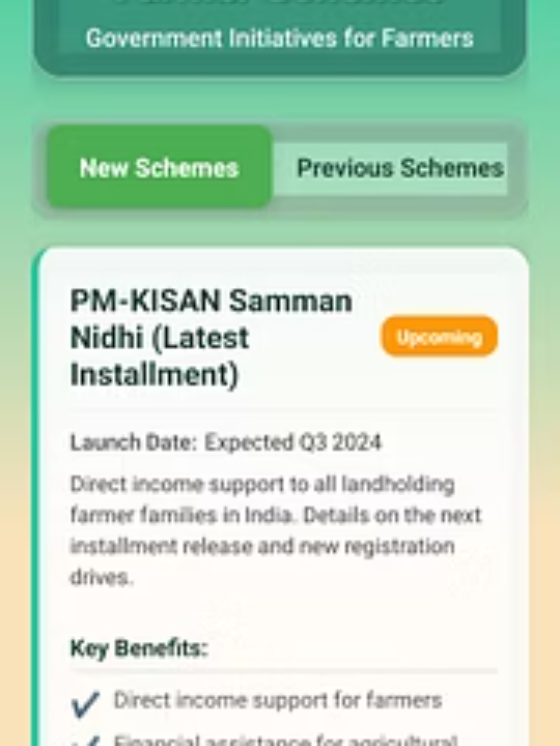 Government Initiatives for Farmers
New Schemes
Previous Schemes
PM-KISAN Samman
Nidhi (Latest
Installment)
Upcoming
Launch Date: Expected Q3 2024
Direct income support to all landholding
farmer families in India. Details on the next
installment release and new registration
drives.
Key Benefits:
✔ Direct income support for farmers
✔ Financial assistance for agricultural